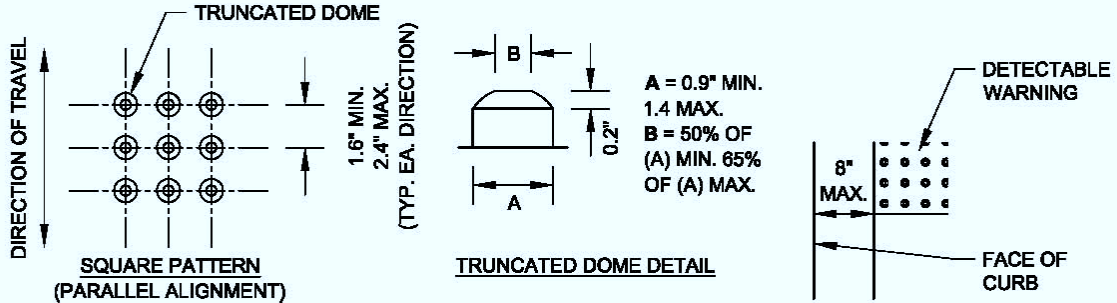 TRUNCATED DOME
DIRECTION OF TRAVEL
1.6" MIN.
2.4" MAX.
(TYP. EA. DIRECTION)
SQUARE PATTERN
(PARALLEL ALIGNMENT)
B
0.2"
A
TRUNCATED DOME DETAIL
A = 0.9" MIN.
1.4 MAX.
B = 50% OF
(A) MIN. 65%
OF (A) MAX.
DETECTABLE
WARNING
8"
MAX.
FACE OF
CURB